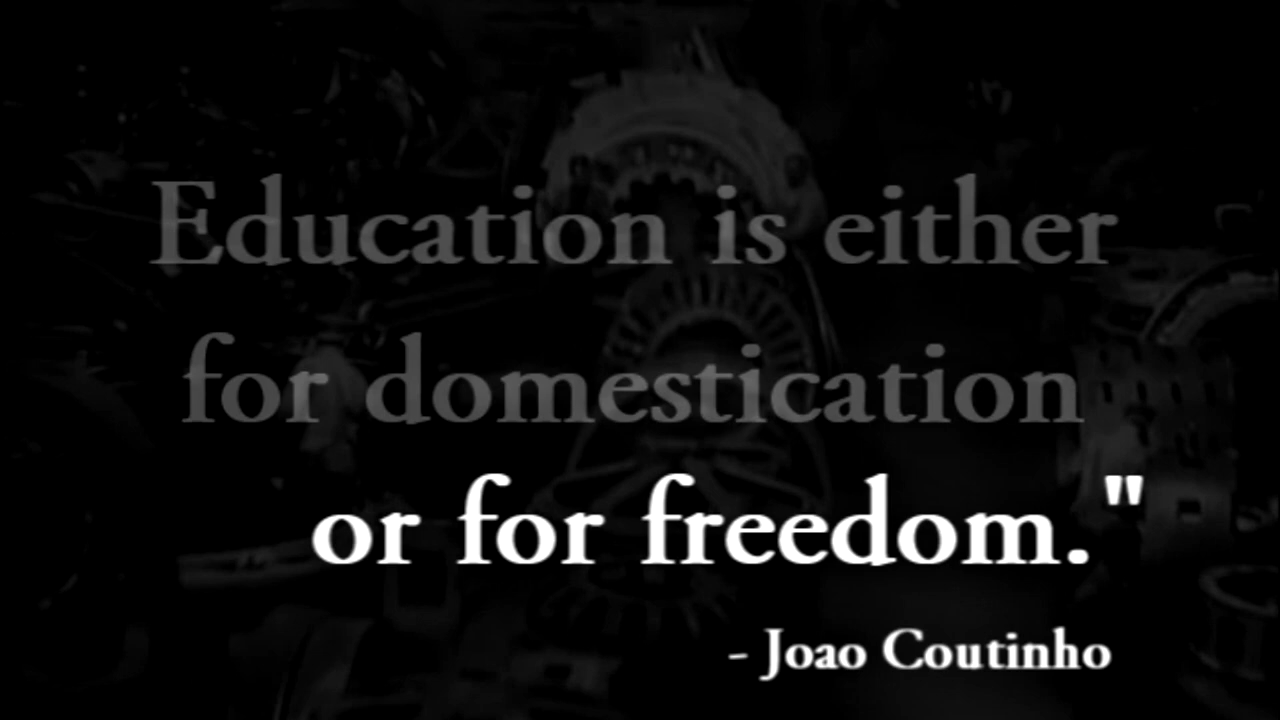 Education is either
for domestication
or for freedom."
- Joao Coutinho